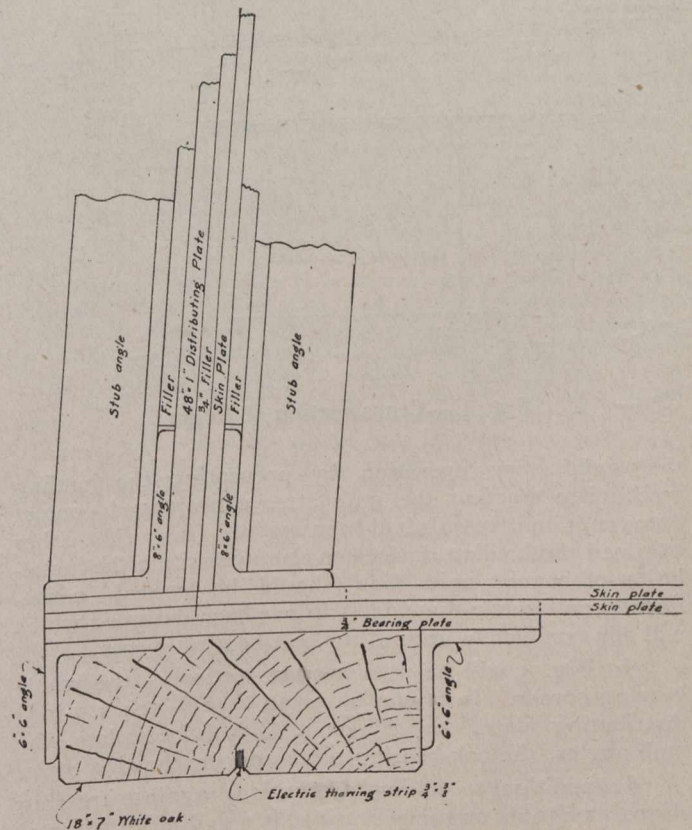 Stub angle
Filler
48" × 1" Distributing Plate
3/4" Filler
Skin Plate
Filler
Stub angle
8" × 6" angle
8" × 6" angle
Skin plate
Skin plate
3/4" Bearing plate
6" × 6" angle
6" × 6" angle
Electric thawing strip 3/4" × 3/8"
18" × 7" White oak